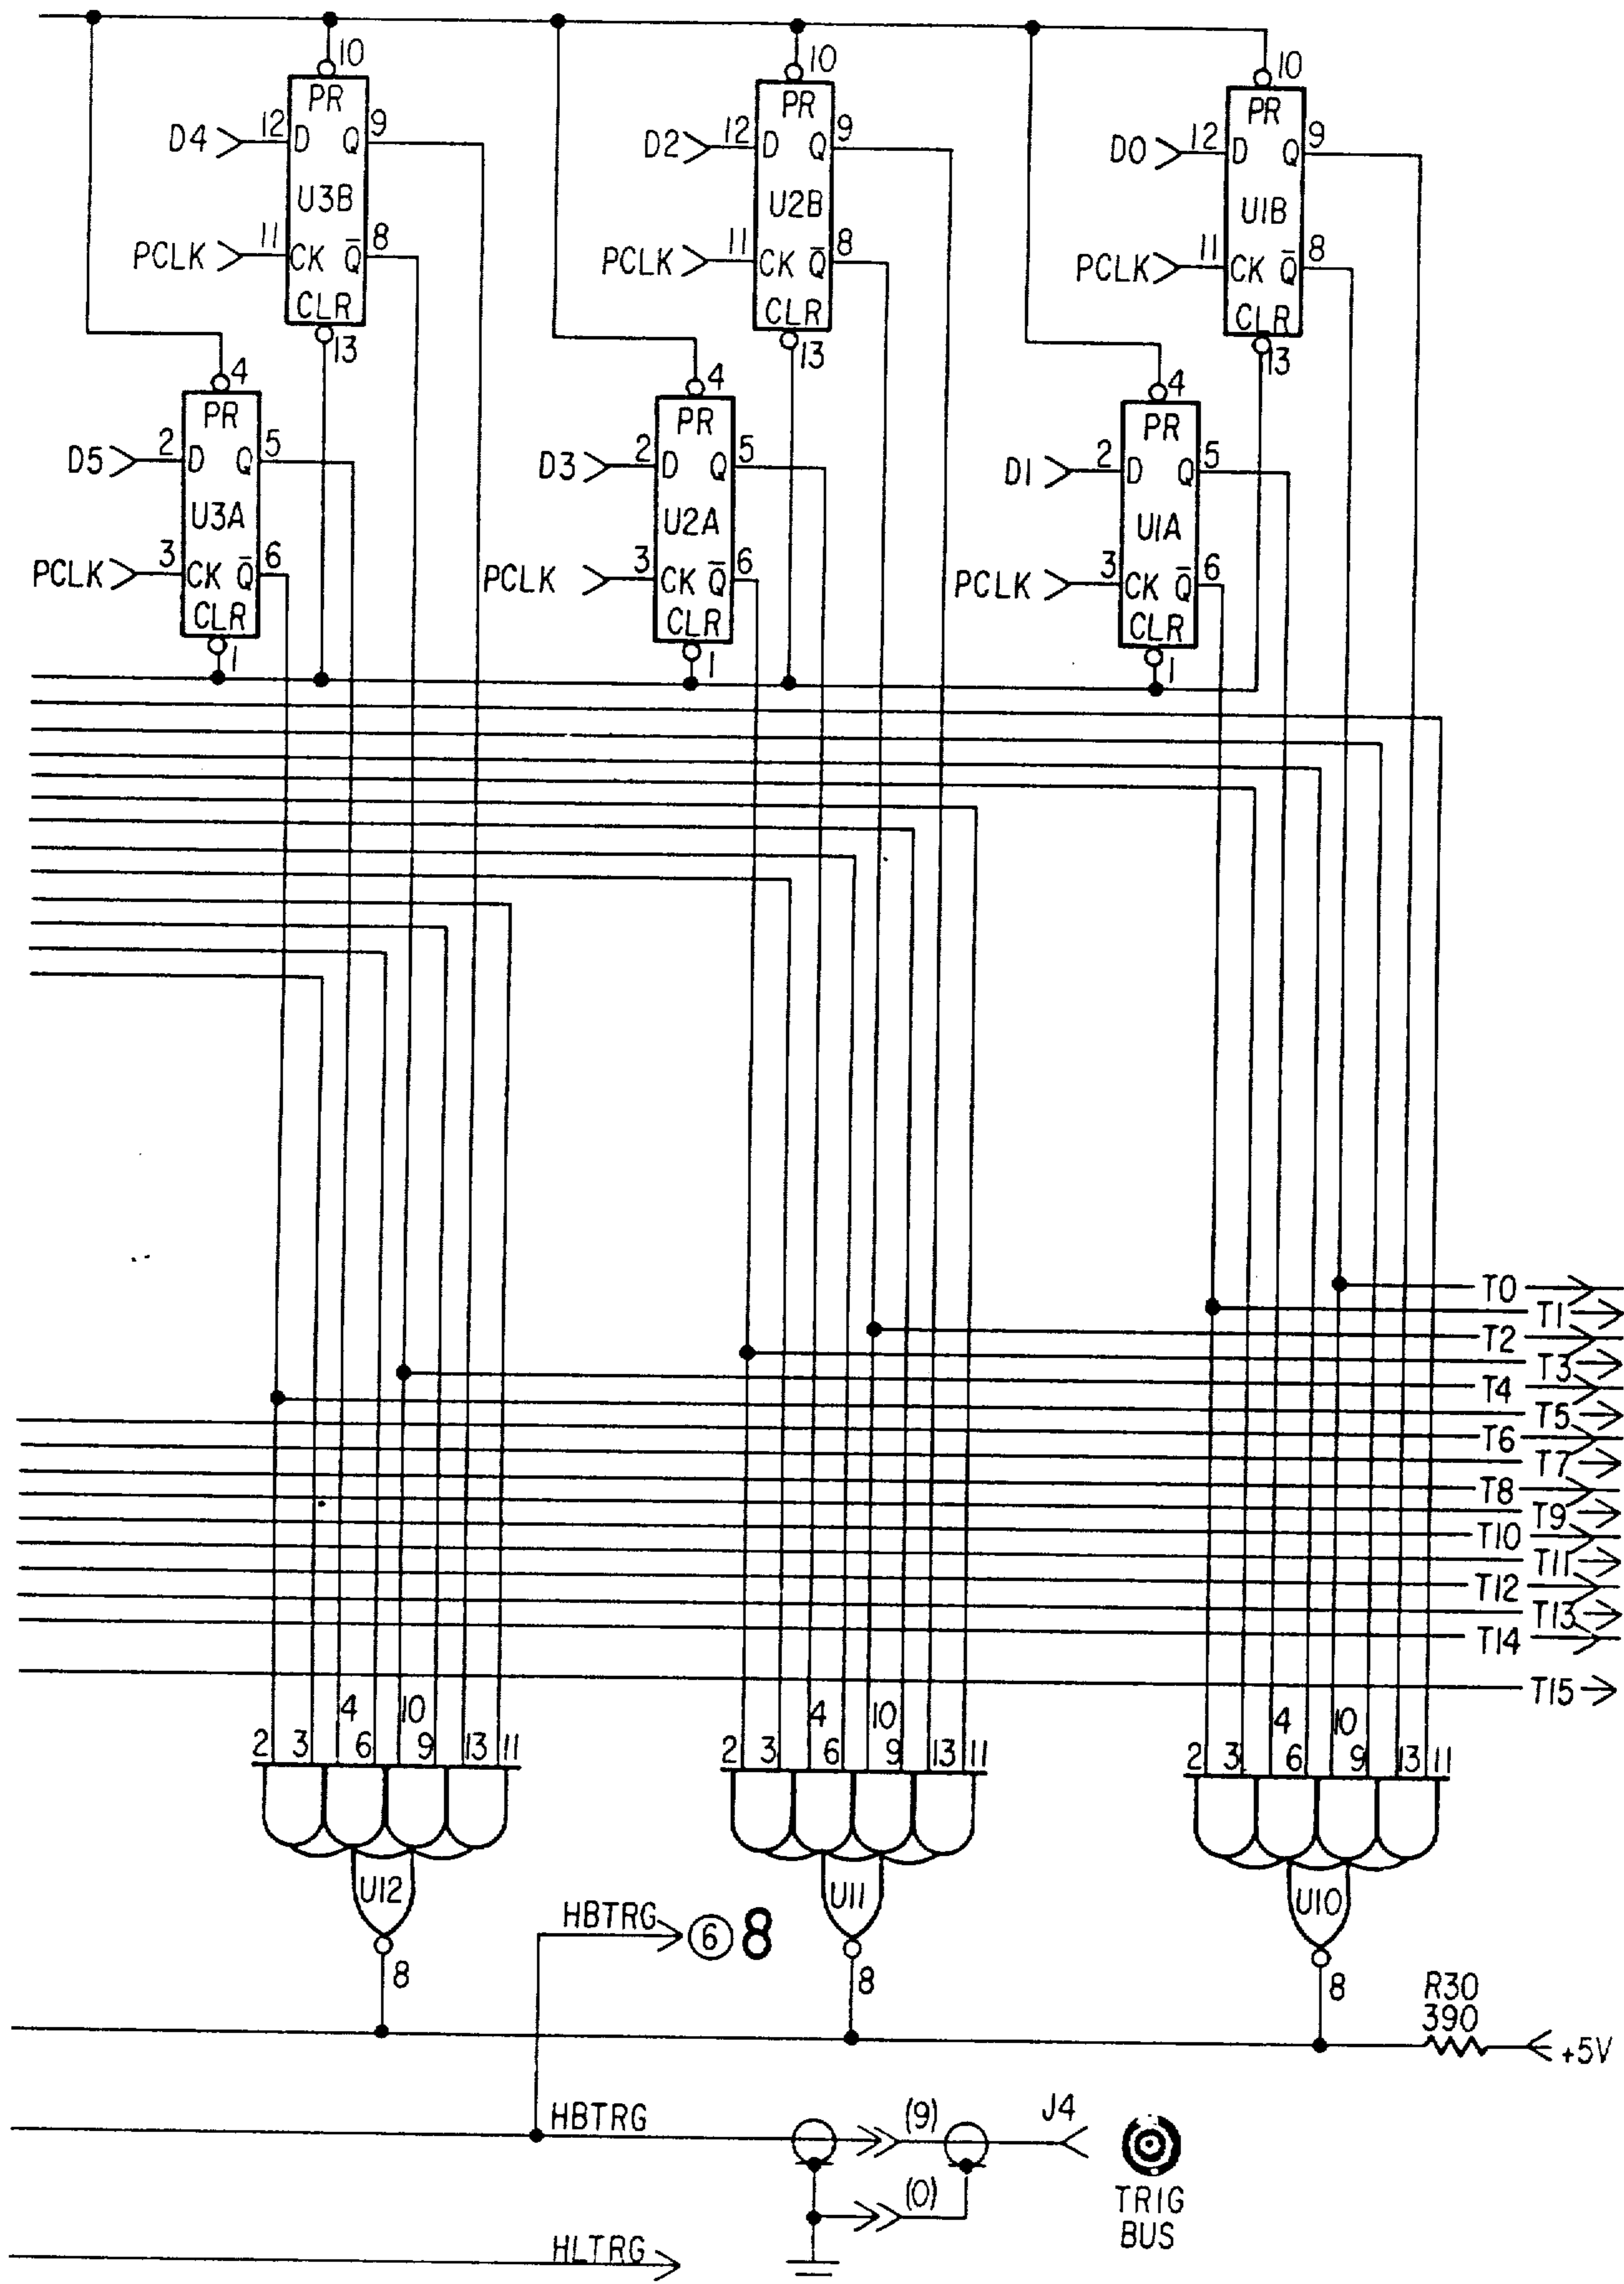 10 10 10
PR PR PR
D4 12 D Q 9 D2 12 D Q 9 D0 12 D Q 9
U3B U2B U1B
PCLK 11 CK Q̅ 8 PCLK 11 CK Q̅ 8 PCLK 11 CK Q̅ 8
CLR CLR CLR
13 13 13
4 4 4
PR PR PR
D5 2 D Q 5 D3 2 D Q 5 D1 2 D Q 5
U3A U2A U1A
PCLK 3 CK Q̅ 6 PCLK 3 CK Q̅ 6 PCLK 3 CK Q̅ 6
CLR CLR CLR
1 1 1
T0
T1
T2
T3
T4
T5
T6
T7
T8
T9
T10
T11
T12
T13
T14
T15
4 10 4 10 4 10
2 3 6 9 13 11 2 3 6 9 13 11 2 3 6 9 13 11
U12 U11 U10
HBTRG 6 8
8 8 8
R30
390
+5V
HBTRG (9) J4
(0)
TRIG
BUS
HLTRG